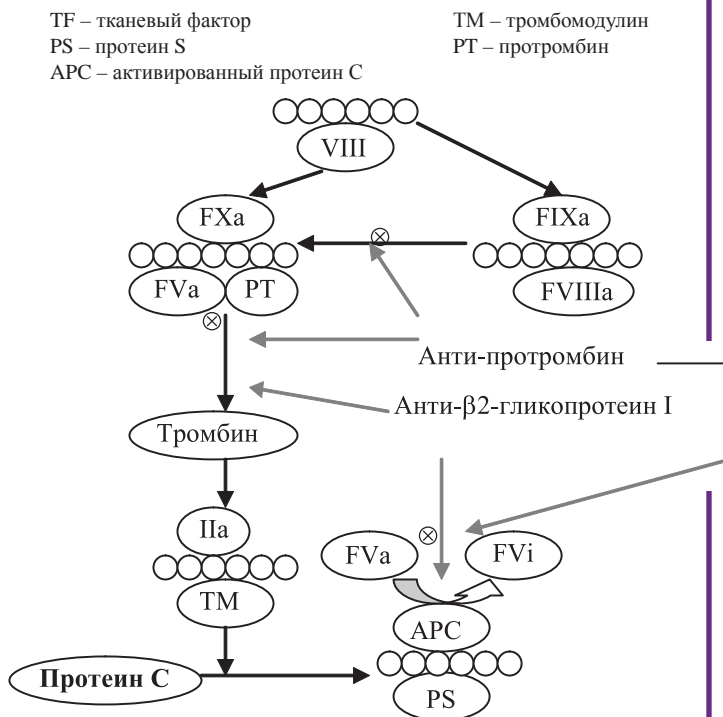 TF – тканевый фактор
PS – протеин S
APC – активированный протеин С
TM – тромбомодулин
PT – протромбин
VIII
FXa
FIXa
FVa
PT
FVIIIa
Анти-протромбин
Анти-β2-гликопротеин I
Тромбин
IIa
TM
FVa
FVi
APC
Протеин С
PS